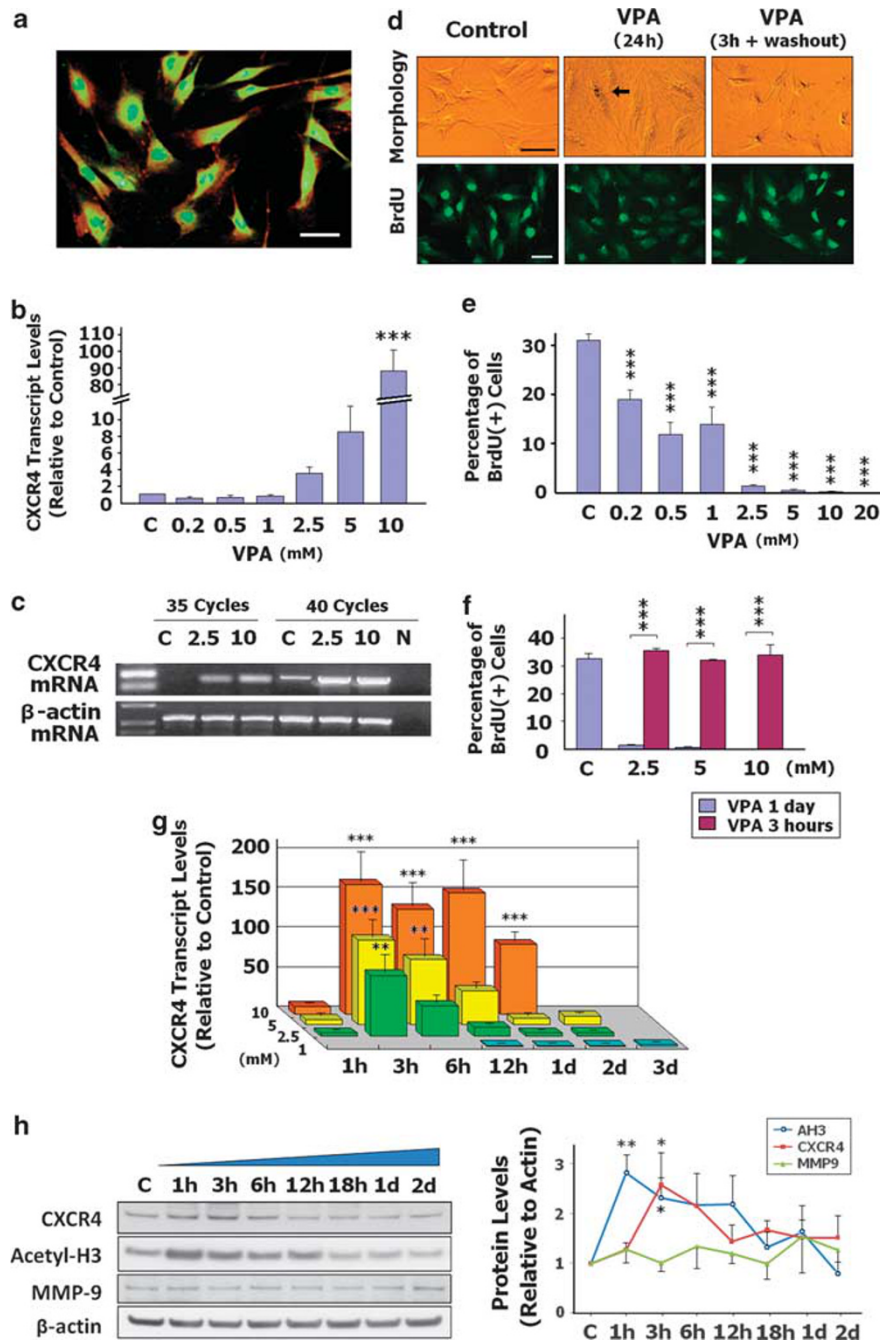 a
d
Control
VPA
(24h)
VPA
(3h + washout)
Morphology
BrdU
b
CXCR4 Transcript Levels
(Relative to Control)
110
100
90
80
10
8
6
4
2
0
***
C 0.2 0.5 1 2.5 5 10
VPA (mM)
e
Percentage of
BrdU(+) Cells
30
20
10
0
*** *** *** *** *** *** ***
C 0.2 0.5 1 2.5 5 10 20
VPA (mM)
c
35 Cycles 40 Cycles
C 2.5 10 C 2.5 10 N
CXCR4
mRNA
β-actin
mRNA
f
Percentage of
BrdU(+) Cells
40
30
20
10
0
*** *** ***
C 2.5 5 10 (mM)
VPA 1 day
VPA 3 hours
g
CXCR4 Transcript Levels
(Relative to Control)
200
150
100
50
*** *** *** ***
*** **
**
10
5
2.5
1
(mM)
1h 3h 6h 12h 1d 2d 3d
h
C 1h 3h 6h 12h 18h 1d 2d
CXCR4
Acetyl-H3
MMP-9
β-actin
Protein Levels
(Relative to Actin)
3
2
1
0
** *
*
AH3
CXCR4
MMP9
C 1h 3h 6h 12h 18h 1d 2d